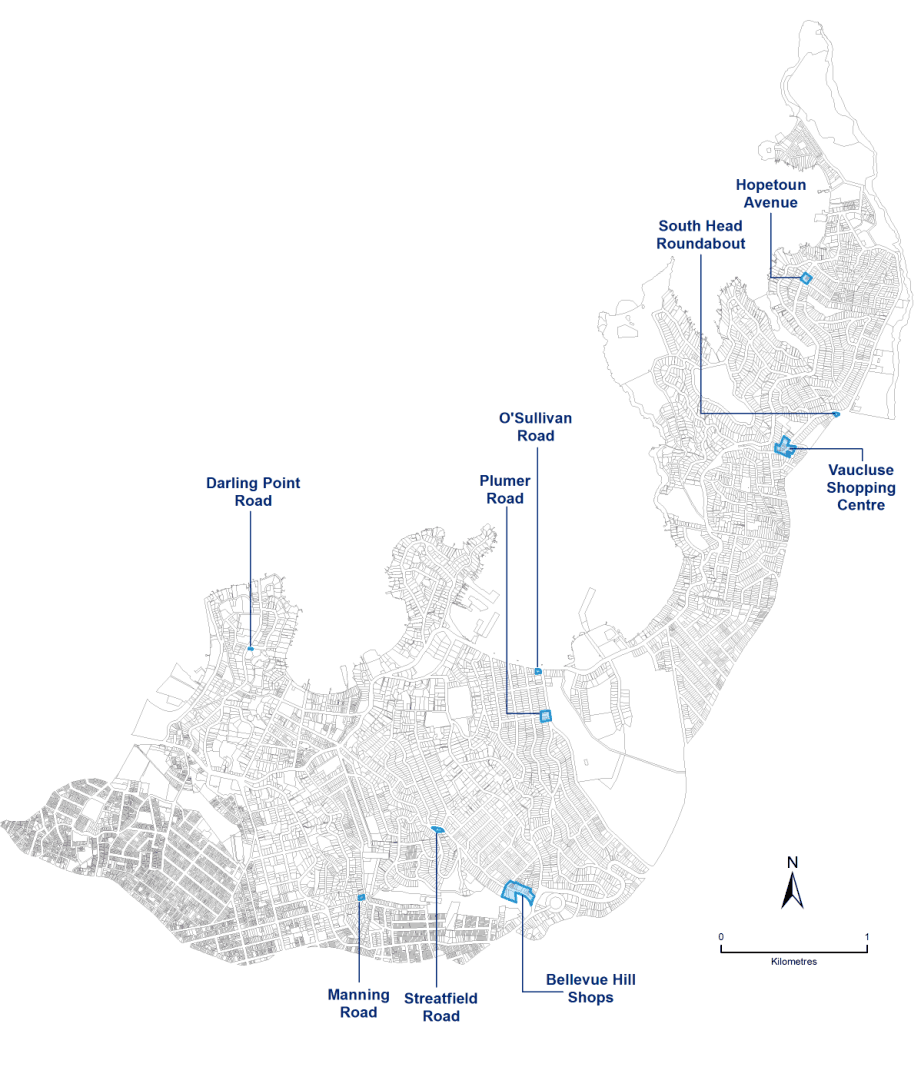 Hopetoun
Avenue
South Head
Roundabout
O'Sullivan
Road
Plumer
Road
Darling Point
Road
Vaucluse
Shopping
Centre
N
0
1
Kilometres
Bellevue Hill
Shops
Manning
Road
Streatfield
Road